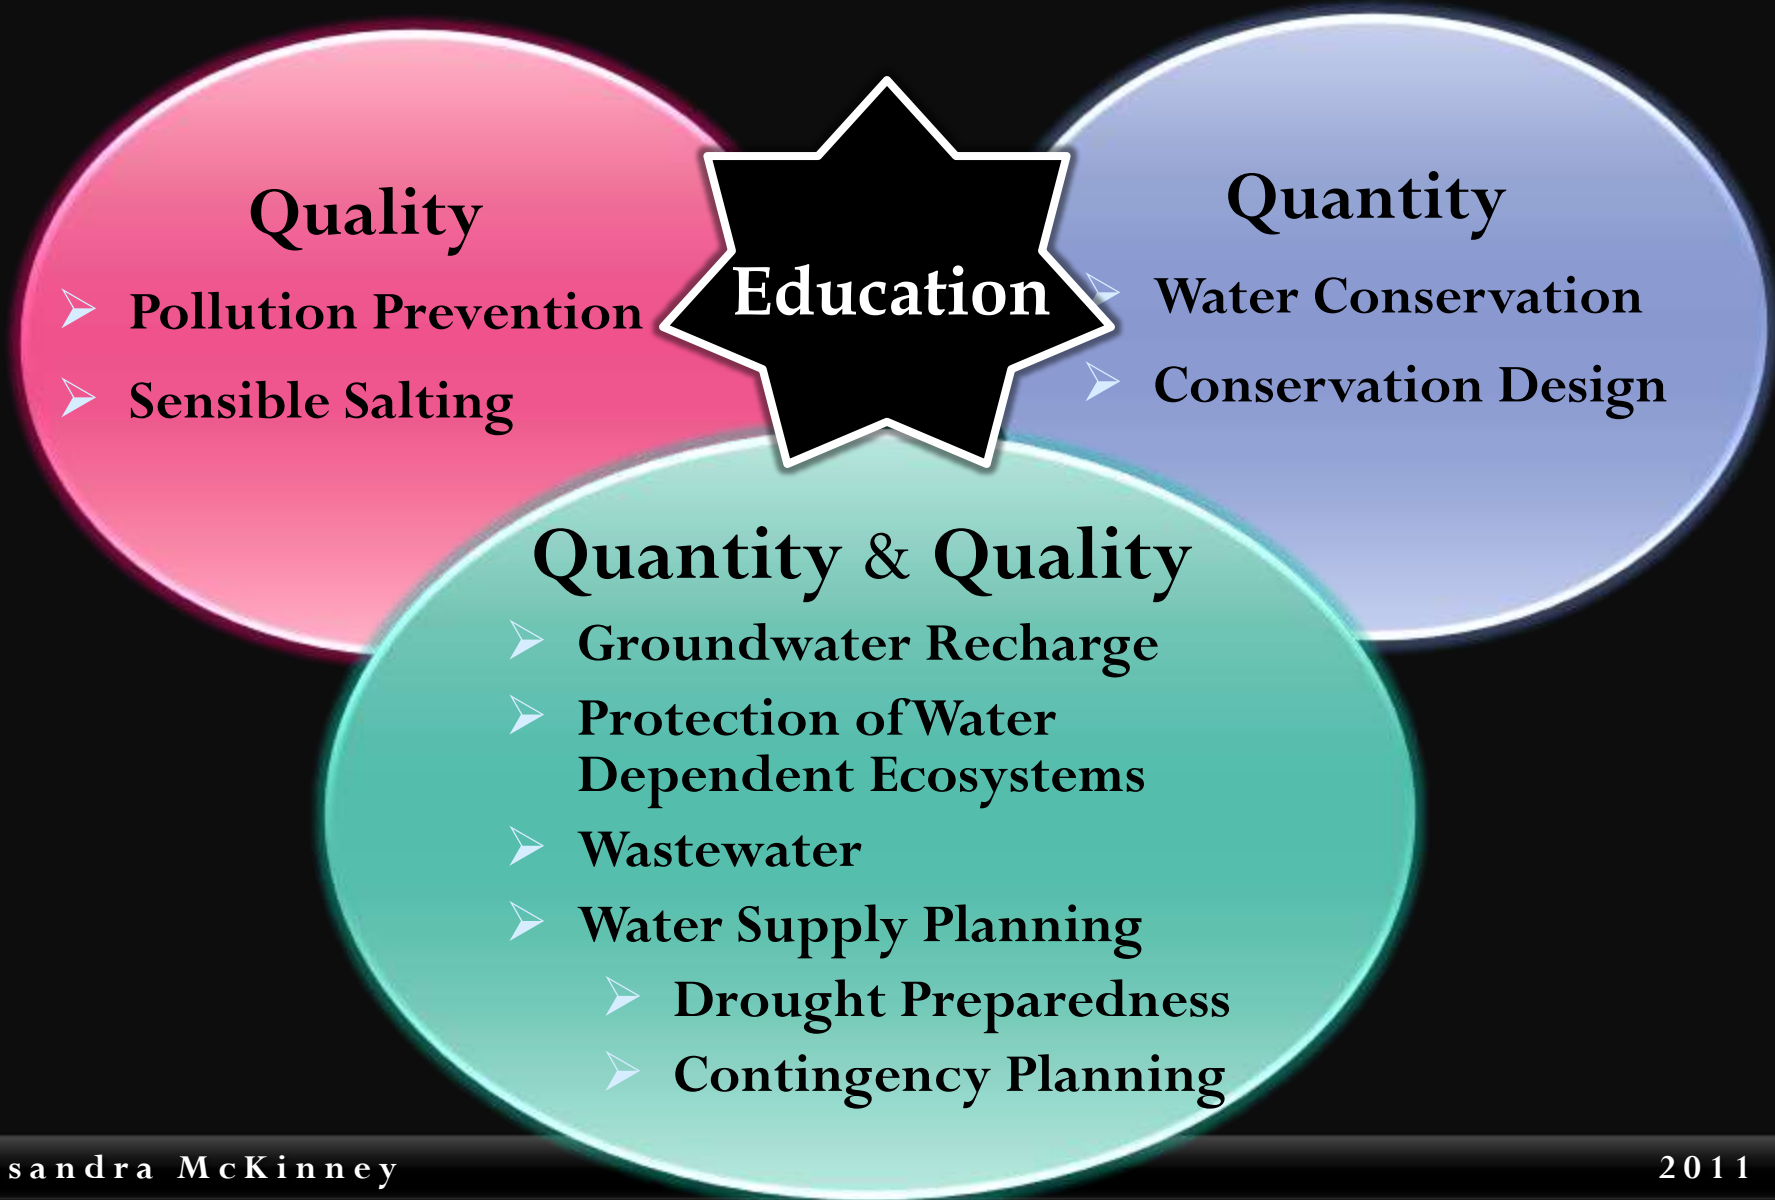 Quality
Pollution Prevention
Sensible Salting
Education
Quantity
Water Conservation
Conservation Design
Quantity & Quality
Groundwater Recharge
Protection of Water
Dependent Ecosystems
Wastewater
Water Supply Planning
Drought Preparedness
Contingency Planning
sandra McKinney
2011